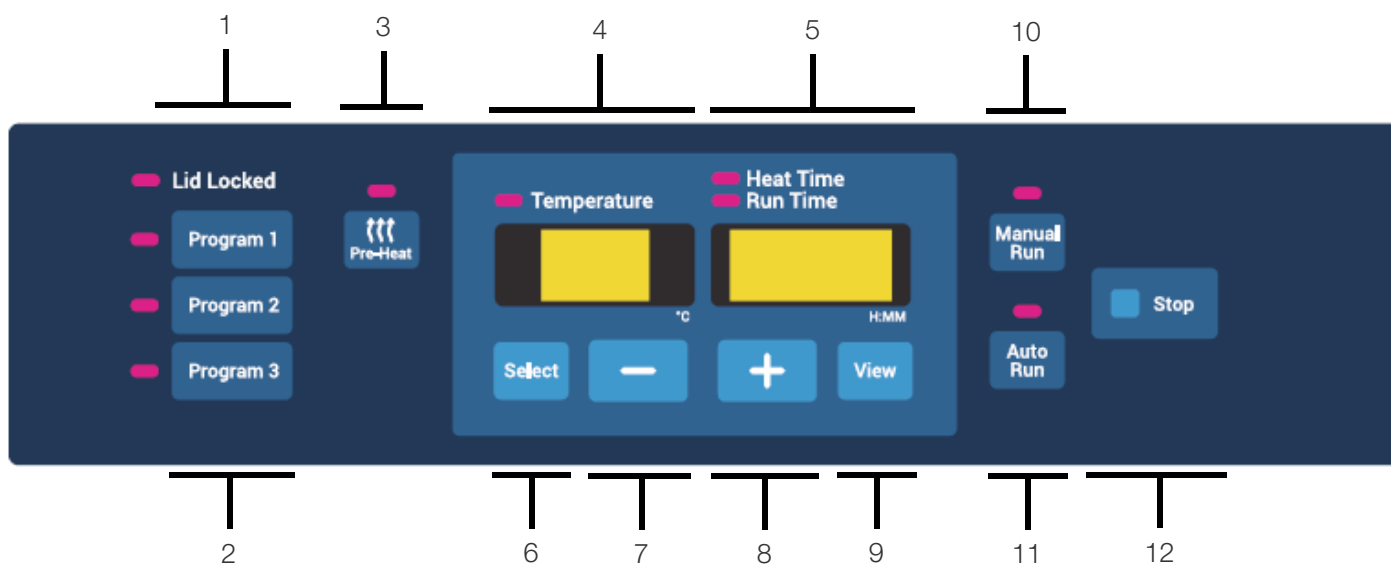 1
3
4
5
10
Lid Locked
Program 1
Program 2
Program 3
Pre-Heat
Temperature
Heat Time
Run Time
°C
H:MM
Select
−
+
View
Manual
Run
Auto
Run
Stop
2
6
7
8
9
11
12